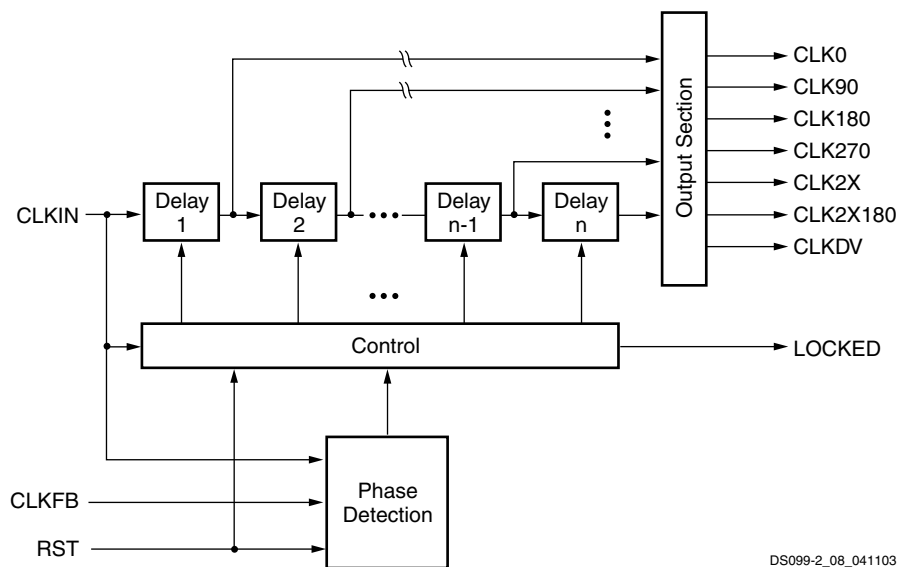 CLK0
CLK90
CLK180
CLK270
CLK2X
CLK2X180
CLKDV
Output Section
CLKIN
Delay
1
Delay
2
Delay
n-1
Delay
n
Control
LOCKED
Phase
Detection
CLKFB
RST
DS099-2_08_041103